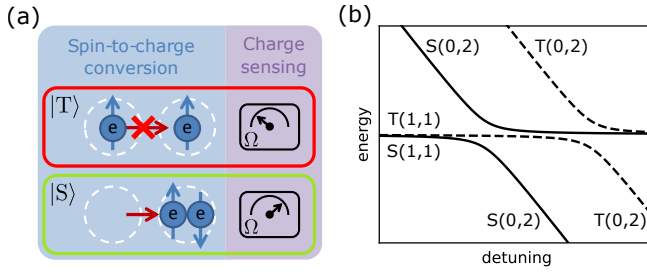 (a)
Spin-to-charge
conversion
Charge
sensing
|T⟩
e
e
Ω
|S⟩
e
e
Ω
(b)
energy
S(0,2)
T(0,2)
T(1,1)
S(1,1)
S(0,2)
T(0,2)
detuning